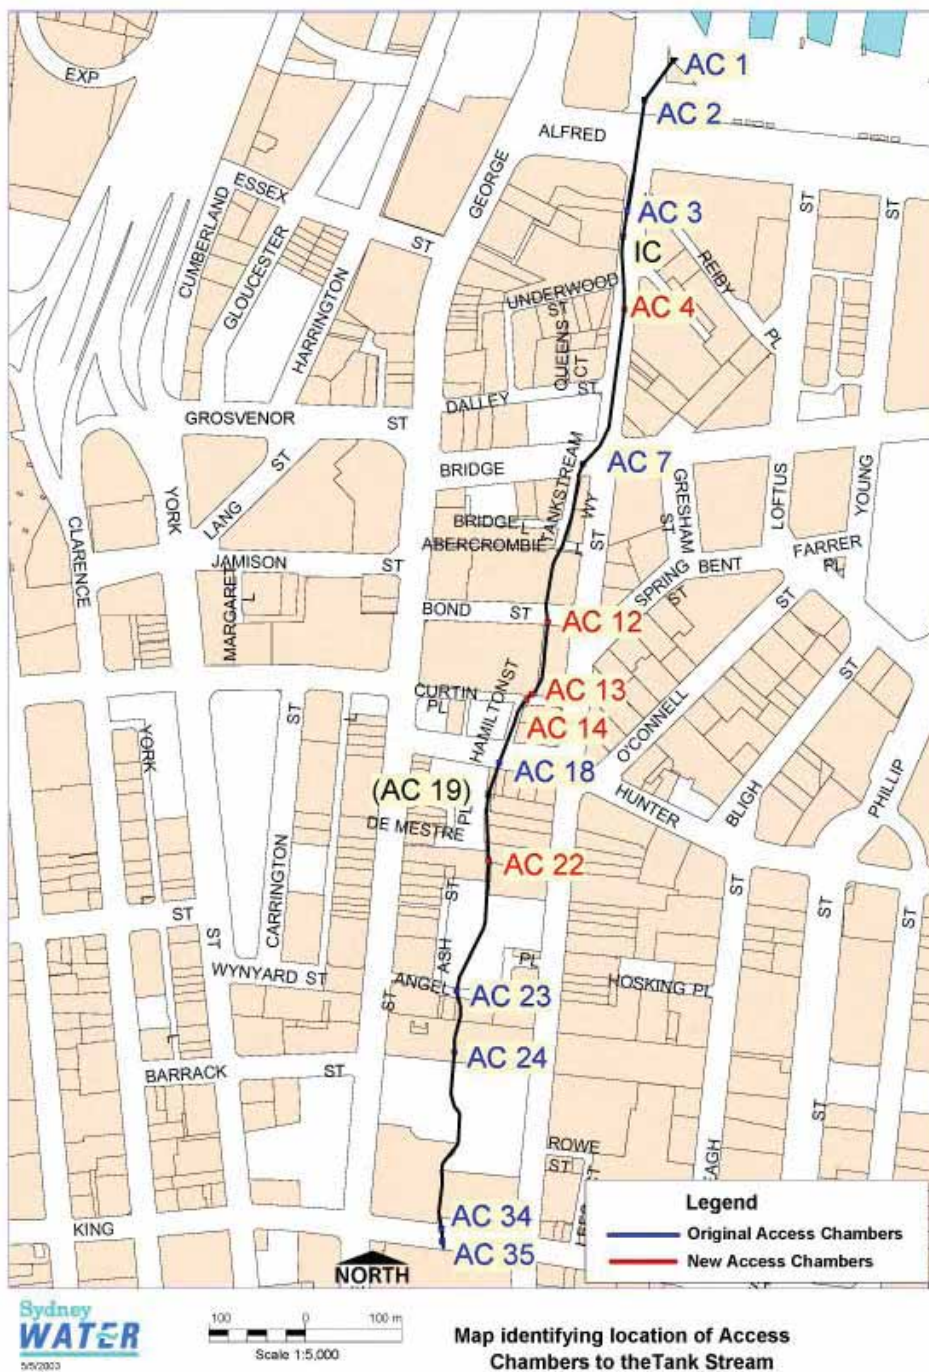 EXP
AC 1
AC 2
ALFRED
ESSEX
GEORGE
ST
ST
ST
CUMBERLAND
GLOUCESTER
HARRINGTON
AC 3
IC
REIBY
PL
UNDERWOOD
ST
AC 4
QUEENS
CT
DALLEY
ST
GROSVENOR
ST
LANG
ST
BRIDGE
TANKSTREAM
WY
AC 7
YORK
CLARENCE
BRIDGE
L
ABERCROMBIE
L
ST
GRESHAM
ST
LOFTUS
YOUNG
JAMISON
ST
BENT
FARRER
PL
SPRING
ST
ST
MARGARET
L
BOND
ST
AC 12
CURTIN
PL
HAMILTON ST
AC 13
AC 14
O'CONNELL
ST
ST
YORK
L
AC 18
HUNTER
BLIGH
PHILLIP
(AC 19)
PL
DE MESTRE
AC 22
CARRINGTON
ST
ST
ST
ST
ST
ST
WYNYARD ST
ASH
ANGEL
PL
AC 23
HOSKING PL
ST
L
AC 24
BARRACK
ST
ST
ROWE
ST
EAGH
KING
AC 34
AC 35
NORTH
Legend
Original Access Chambers
New Access Chambers
Sydney
WATER
5/5/2003
100 0 100 m
Scale 1:5,000
Map identifying location of Access
Chambers to theTank Stream